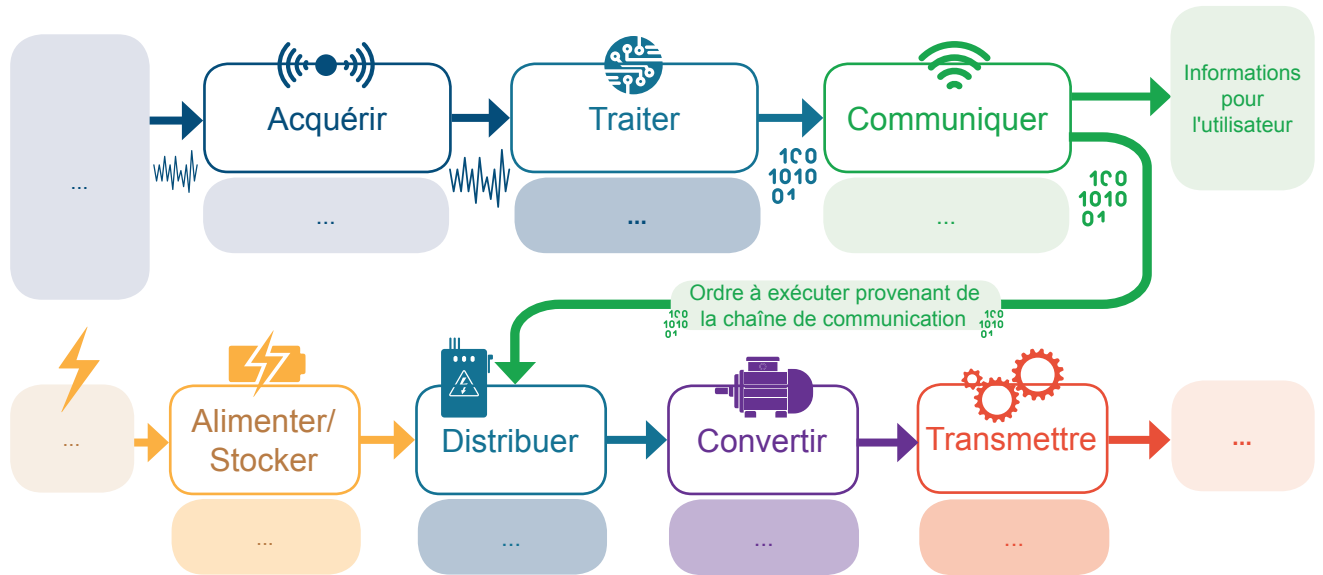 ...
Acquérir
Traiter
Communiquer
Informations
pour
l'utilisateur
100
1010
01
100
1010
01
...
...
...
Ordre à exécuter provenant de
la chaîne de communication
100
1010
01
100
1010
01
...
Alimenter/
Stocker
Distribuer
Convertir
Transmettre
...
...
...
...
...